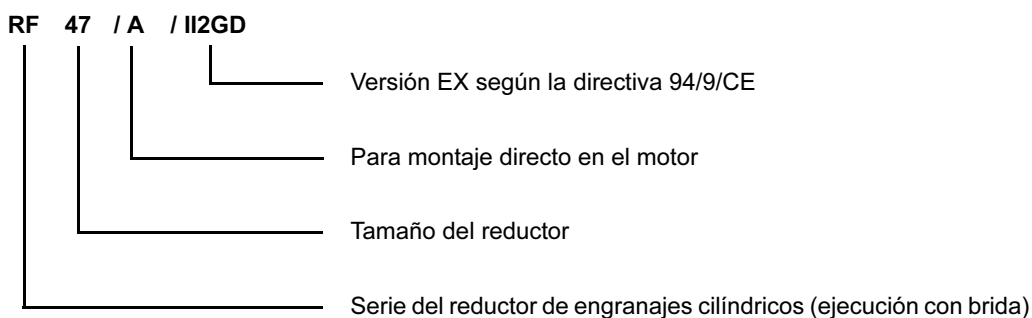 RF 47 / A / II2GD
Versión EX según la directiva 94/9/CE
Para montaje directo en el motor
Tamaño del reductor
Serie del reductor de engranajes cilíndricos (ejecución con brida)